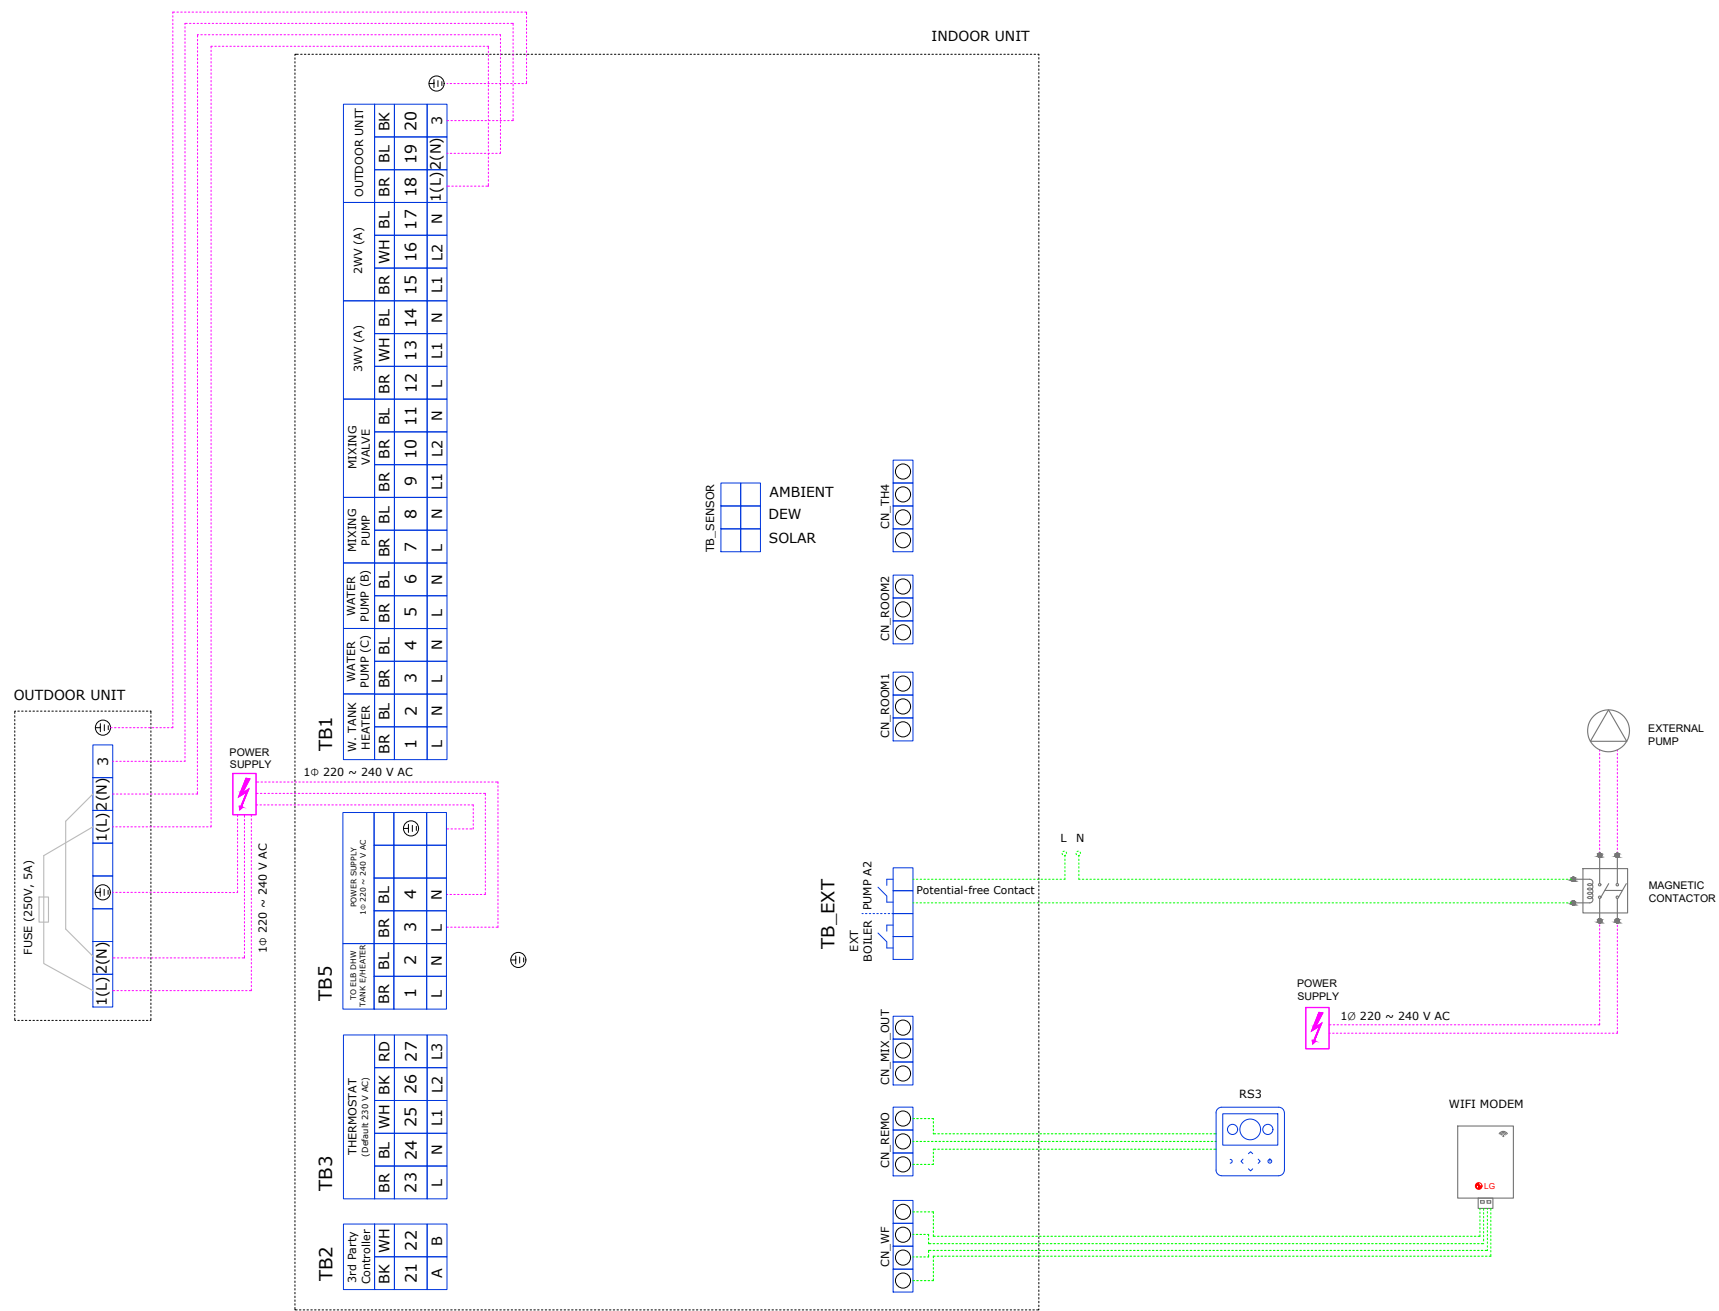 INDOOR UNIT
OUTDOOR UNIT
BK
20
3
BL
19
2(N)
BR
18
1(L)
2WV (A)
BL
17
N
WH
16
L2
BR
15
L1
3WV (A)
BL
14
N
WH
13
L1
BR
12
L
MIXING
VALVE
BL
11
N
BR
10
L2
BR
9
L1
MIXING
PUMP
BL
8
N
BR
7
L
WATER
PUMP (B)
BL
6
N
BR
5
L
WATER
PUMP (C)
BL
4
N
BR
3
L
W. TANK
HEATER
BL
2
N
BR
1
L
TB1
TB_SENSOR
AMBIENT
DEW
SOLAR
CN_TH4
CN_ROOM2
CN_ROOM1
OUTDOOR UNIT
3
2(N)
1(L)
2(N)
1(L)
FUSE (250V, 5A)
POWER
SUPPLY
1Φ 220 ~ 240 V AC
1Φ 220 ~ 240 V AC
POWER SUPPLY
1Φ 220 ~ 240 V AC
BL
4
N
BR
3
L
TO ELB DHW
TANK E/HEATER
BL
2
N
BR
1
L
TB5
THERMOSTAT
(Default 230 V AC)
RD
27
L3
BK
26
L2
WH
25
L1
BL
24
N
BR
23
L
TB3
3rd Party
Controller
WH
22
B
BK
21
A
TB2
TB_EXT
PUMP A2
EXT
BOILER
Potential-free Contact
L N
EXTERNAL
PUMP
MAGNETIC
CONTACTOR
POWER
SUPPLY
1Ø 220 ~ 240 V AC
CN_MIX_OUT
CN_REMO
CN_WF
RS3
WIFI MODEM
LG